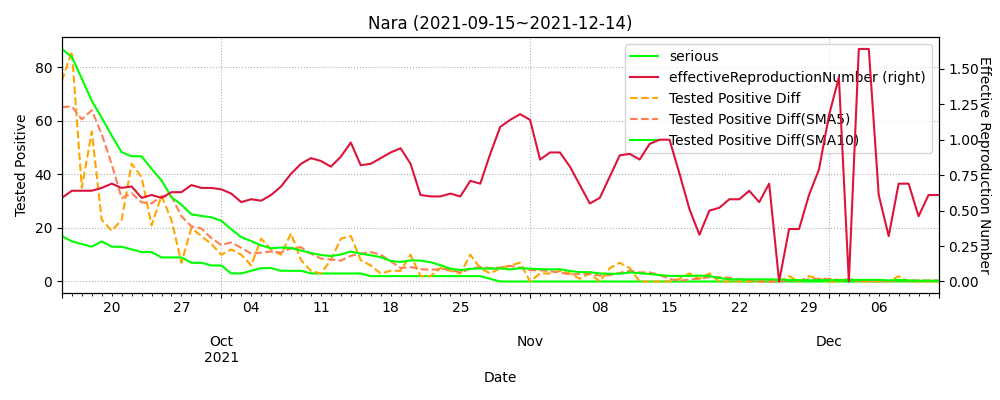 Nara (2021-09-15~2021-12-14)
serious
effectiveReproductionNumber (right)
Tested Positive Diff
Tested Positive Diff(SMA5)
Tested Positive Diff(SMA10)
Tested Positive
80
60
40
20
0
Effective Reproduction Number
1.50
1.25
1.00
0.75
0.50
0.25
0.00
20 27 04 11 18 25 08 15 22 29 06
Oct Nov Dec
2021
Date